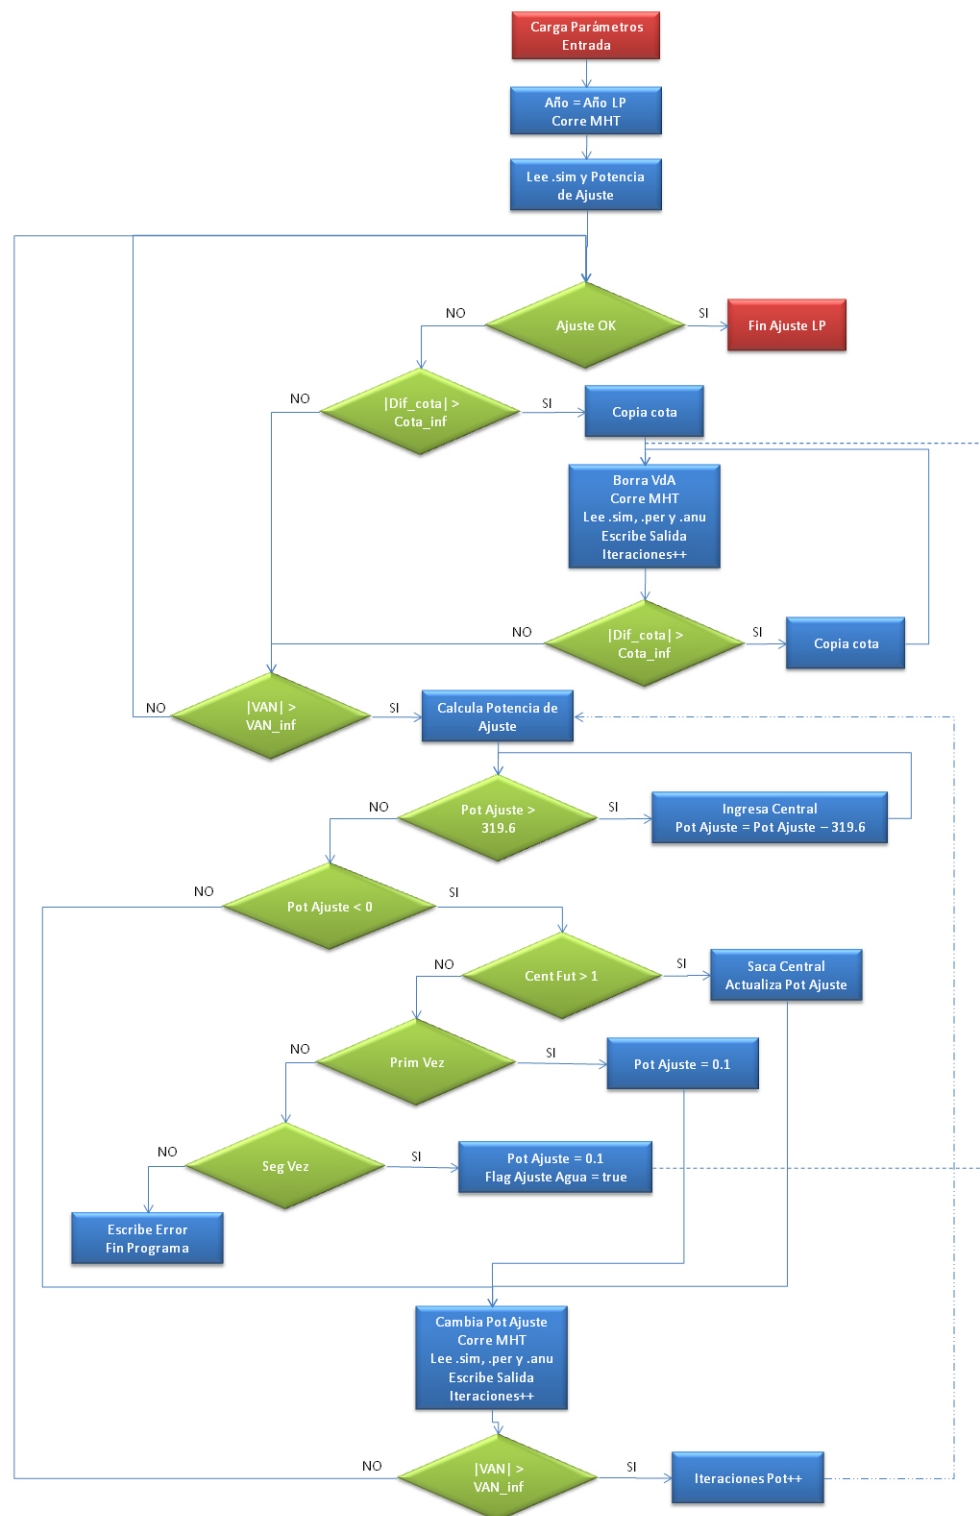 Carga Parámetros
Entrada
Año = Año LP
Corre MHT
Lee .sim y Potencia
de Ajuste
Ajuste OK
NO
SI
Fin Ajuste LP
|Dif_cota| >
Cota_inf
NO
SI
Copia cota
Borra VdA
Corre MHT
Lee .sim, .per y .anu
Escribe Salida
Iteraciones++
|Dif_cota| >
Cota_inf
NO
SI
Copia cota
|VAN| >
VAN_inf
NO
SI
Calcula Potencia de
Ajuste
Pot Ajuste >
319.6
NO
SI
Ingresa Central
Pot Ajuste = Pot Ajuste – 319.6
Pot Ajuste < 0
NO
SI
Cent Fut > 1
NO
SI
Saca Central
Actualiza Pot Ajuste
Prim Vez
NO
SI
Pot Ajuste = 0.1
Seg Vez
NO
SI
Pot Ajuste = 0.1
Flag Ajuste Agua = true
Escribe Error
Fin Programa
Cambia Pot Ajuste
Corre MHT
Lee .sim, .per y .anu
Escribe Salida
Iteraciones++
|VAN| >
VAN_inf
NO
SI
Iteraciones Pot++